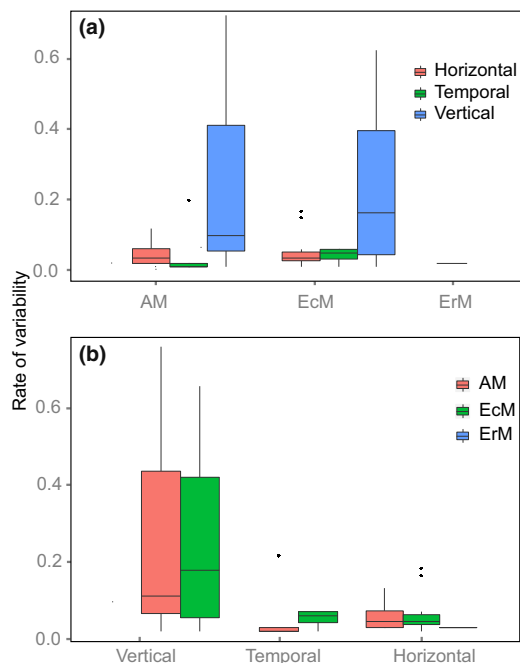 (a)
Horizontal
Temporal
Vertical
0.6
0.4
0.2
0.0
AM EcM ErM
Rate of variability
(b)
AM
EcM
ErM
0.6
0.4
0.2
0.0
Vertical Temporal Horizontal